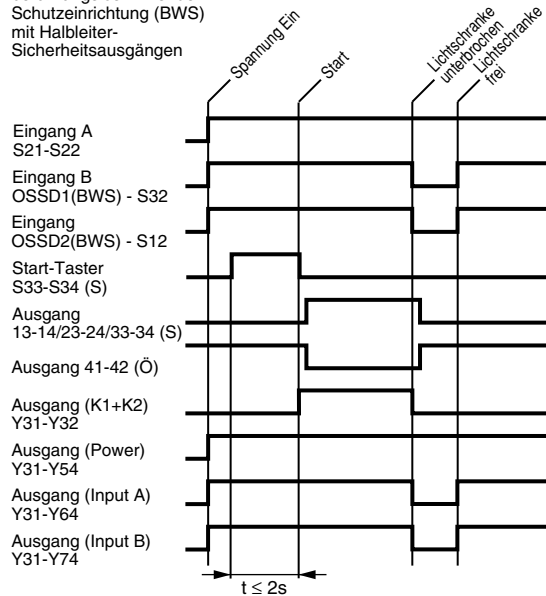 Schutzeinrichtung (BWS)
mit Halbleiter-
Sicherheitsausgängen
Spannung Ein
Start
Lichtschranke
unterbrochen
Lichtschranke
frei
Eingang A
S21-S22
Eingang B
OSSD1(BWS) - S32
Eingang
OSSD2(BWS) - S12
Start-Taster
S33-S34 (S)
Ausgang
13-14/23-24/33-34 (S)
Ausgang 41-42 (Ö)
Ausgang (K1+K2)
Y31-Y32
Ausgang (Power)
Y31-Y54
Ausgang (Input A)
Y31-Y64
Ausgang (Input B)
Y31-Y74
t ≤ 2s